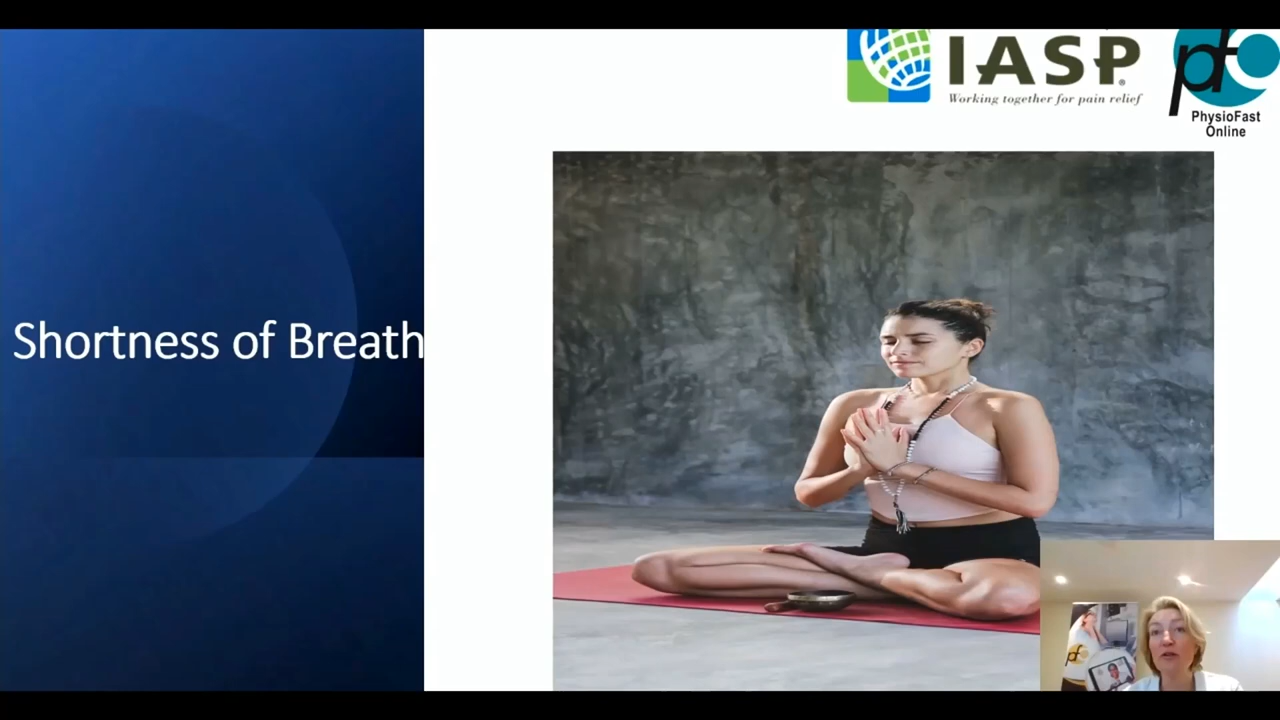 IASP
Working together for pain relief
PhysioFast
Online
Shortness of Breath